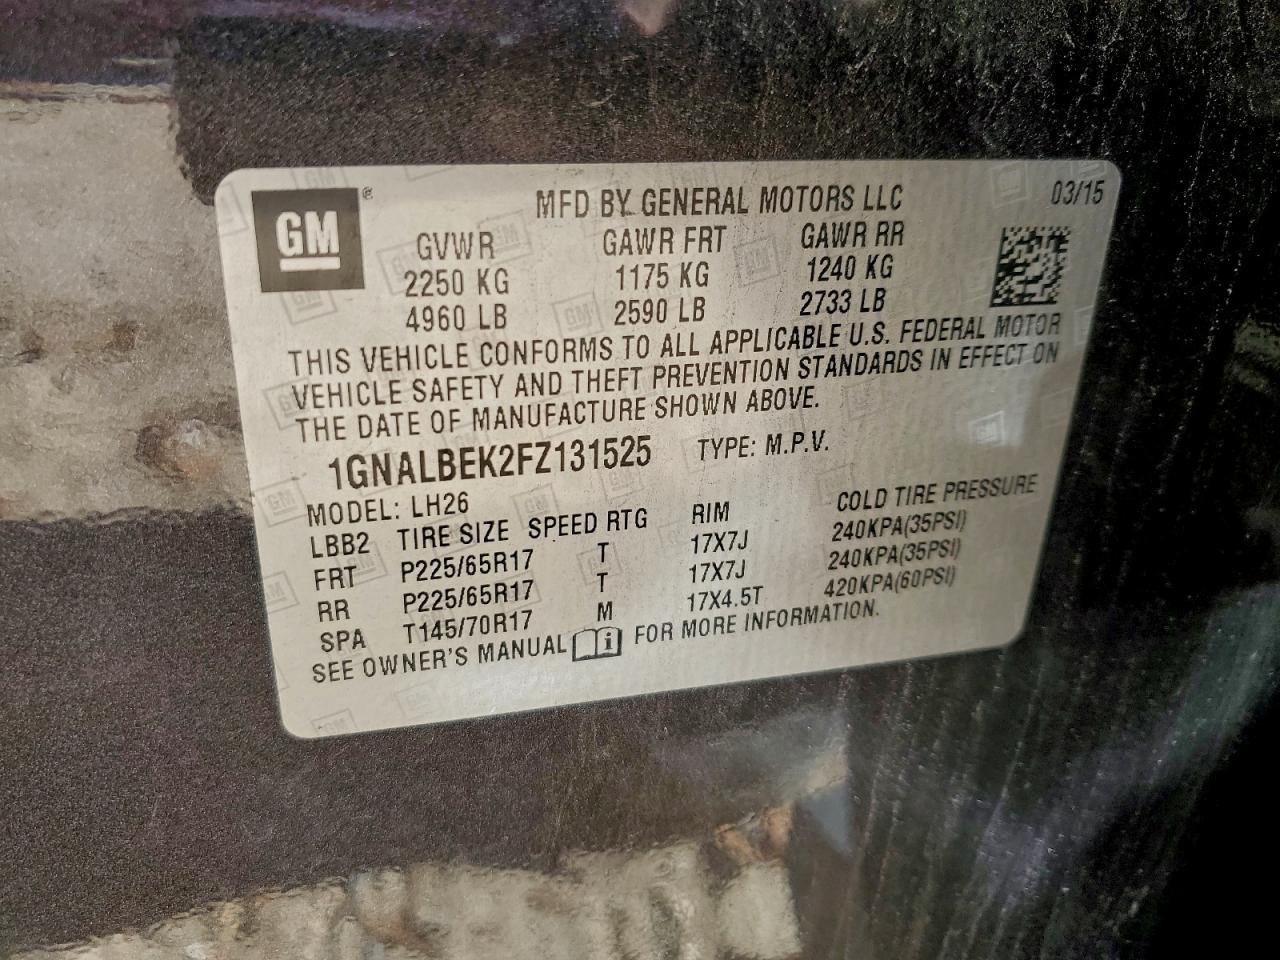 GM ®
MFD BY GENERAL MOTORS LLC 03/15
GVWR GAWR FRT GAWR RR
2250 KG 1175 KG 1240 KG
4960 LB 2590 LB 2733 LB
THIS VEHICLE CONFORMS TO ALL APPLICABLE U.S. FEDERAL MOTOR
VEHICLE SAFETY AND THEFT PREVENTION STANDARDS IN EFFECT ON
THE DATE OF MANUFACTURE SHOWN ABOVE.
1GNALBEK2FZ131525 TYPE: M.P.V.
MODEL: LH26
LBB2 TIRE SIZE SPEED RTG RIM COLD TIRE PRESSURE
FRT P225/65R17 T 17X7J 240KPA(35PSI)
RR P225/65R17 T 17X7J 240KPA(35PSI)
SPA T145/70R17 M 17X4.5T 420KPA(60PSI)
SEE OWNER'S MANUAL i FOR MORE INFORMATION.